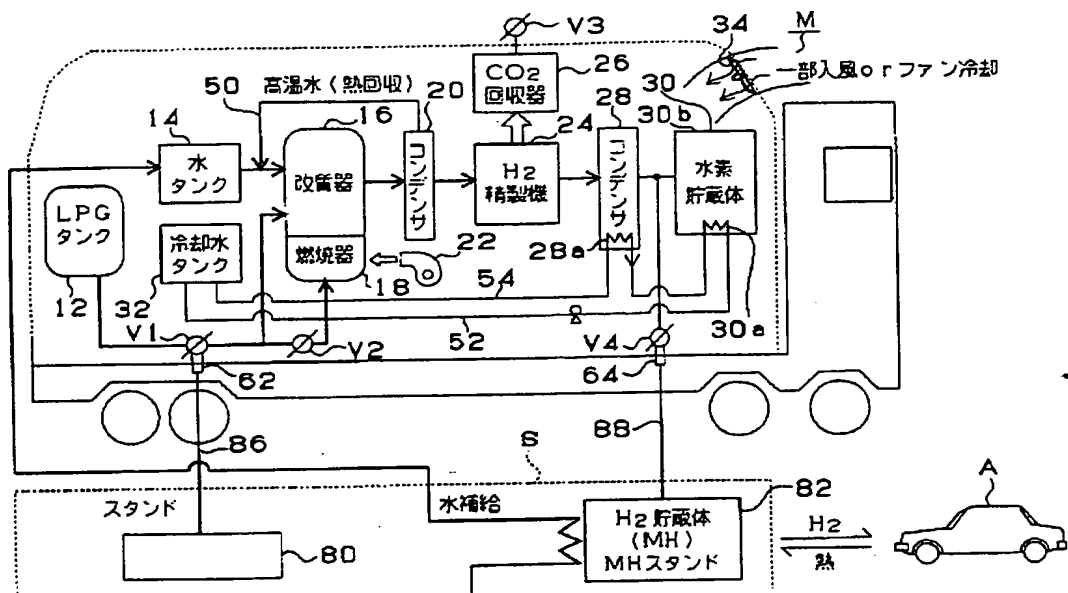 V3
34
M
CO2
回収器
26
一部入風orファン冷却
50
高温水（熱回収）
20
28
30
30b
14
16
24
水
タンク
改質器
コンデンサ
H2
精製機
コンデンサ
水素
貯蔵体
LPG
タンク
冷却水
タンク
燃焼器
22
28a
12
32
18
54
30a
V1
V2
52
V4
62
64
86
88
S
スタンド
水補給
82
A
80
H2貯蔵体
（MH）
MHスタンド
H2
熱